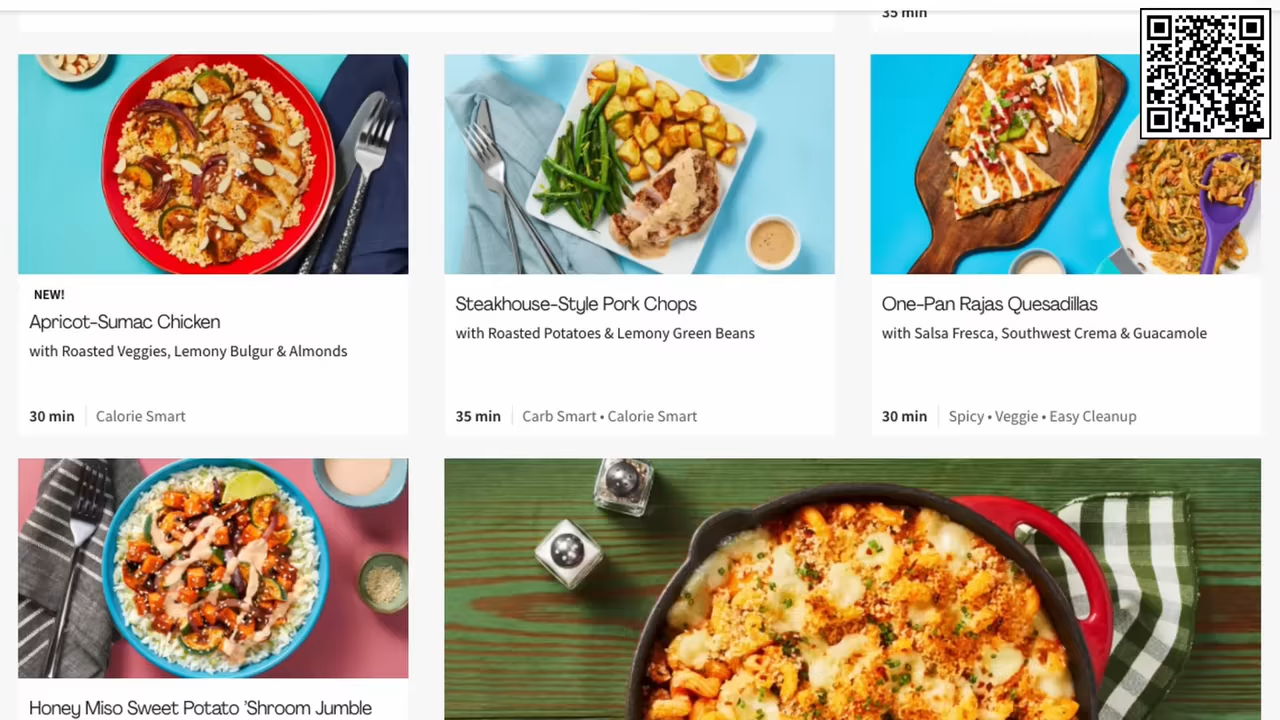 35 min
NEW!
Apricot-Sumac Chicken
with Roasted Veggies, Lemony Bulgur & Almonds
30 min Calorie Smart
Steakhouse-Style Pork Chops
with Roasted Potatoes & Lemony Green Beans
35 min Carb Smart • Calorie Smart
One-Pan Rajas Quesadillas
with Salsa Fresca, Southwest Crema & Guacamole
30 min Spicy • Veggie • Easy Cleanup
Honey Miso Sweet Potato 'Shroom Jumble